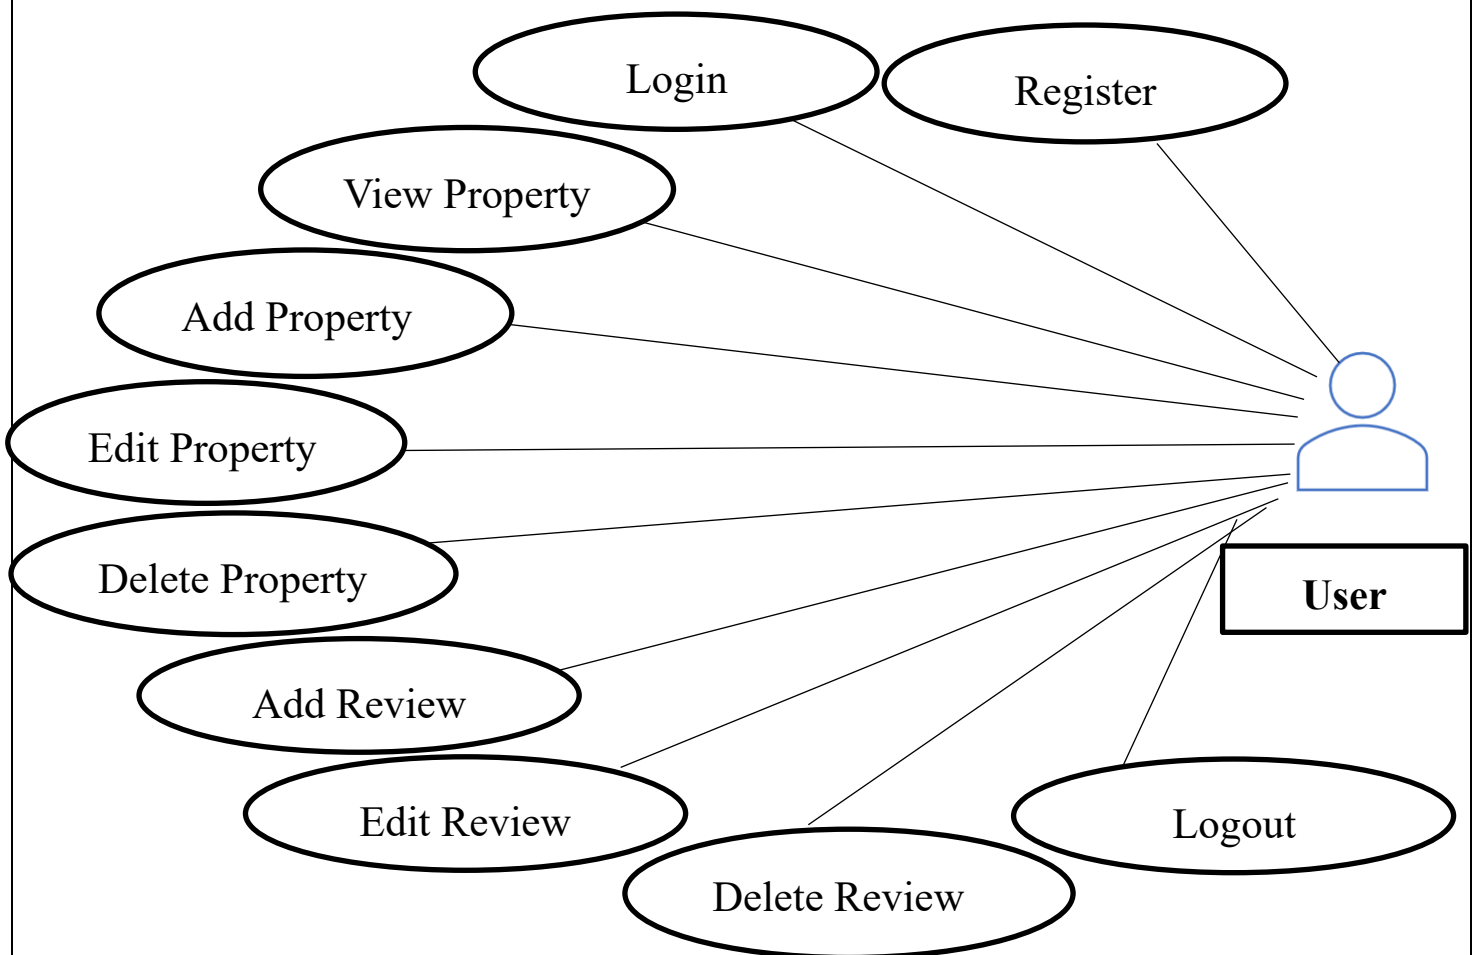 Login
Register
View Property
Add Property
Edit Property
Delete Property
User
Add Review
Edit Review
Logout
Delete Review